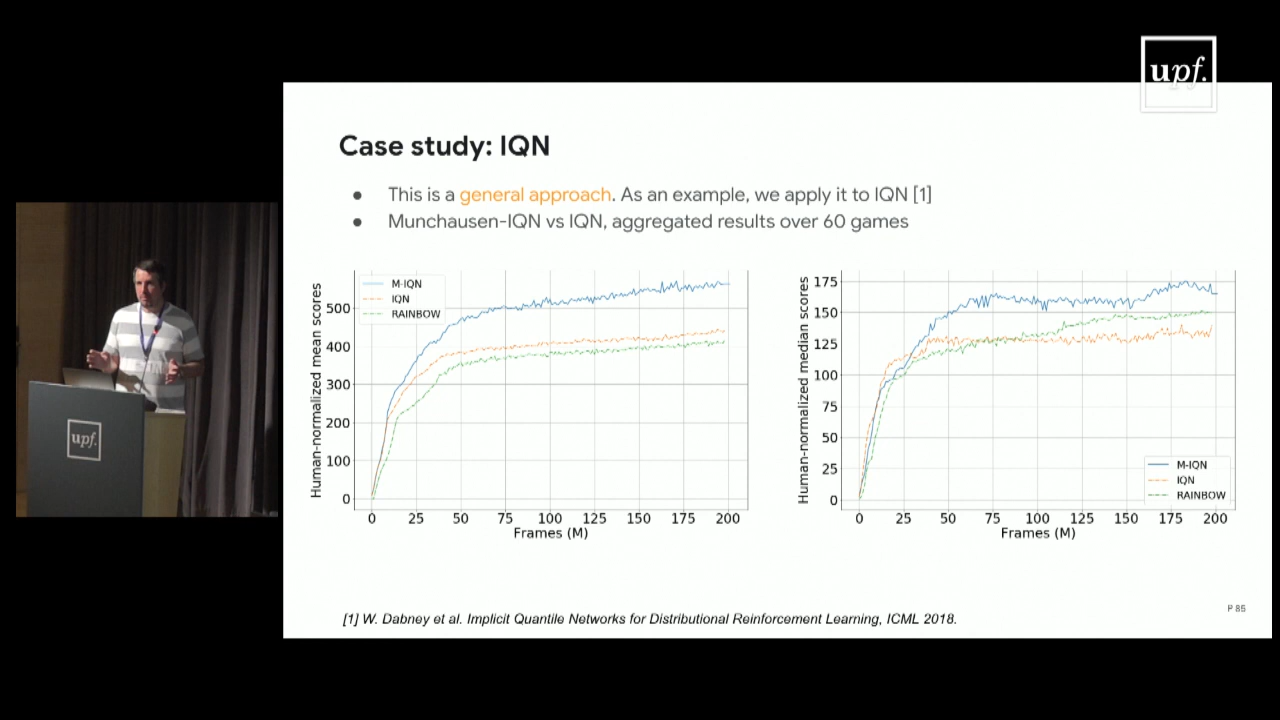 upf.
Case study: IQN
● This is a general approach. As an example, we apply it to IQN [1]
● Munchausen-IQN vs IQN, aggregated results over 60 games
Human-normalized mean scores
500
400
300
200
100
0
M-IQN
IQN
RAINBOW
0 25 50 75 100 125 150 175 200
Frames (M)
Human-normalized median scores
175
150
125
100
75
50
25
0
M-IQN
IQN
RAINBOW
0 25 50 75 100 125 150 175 200
Frames (M)
upf.
P 85
[1] W. Dabney et al. Implicit Quantile Networks for Distributional Reinforcement Learning, ICML 2018.